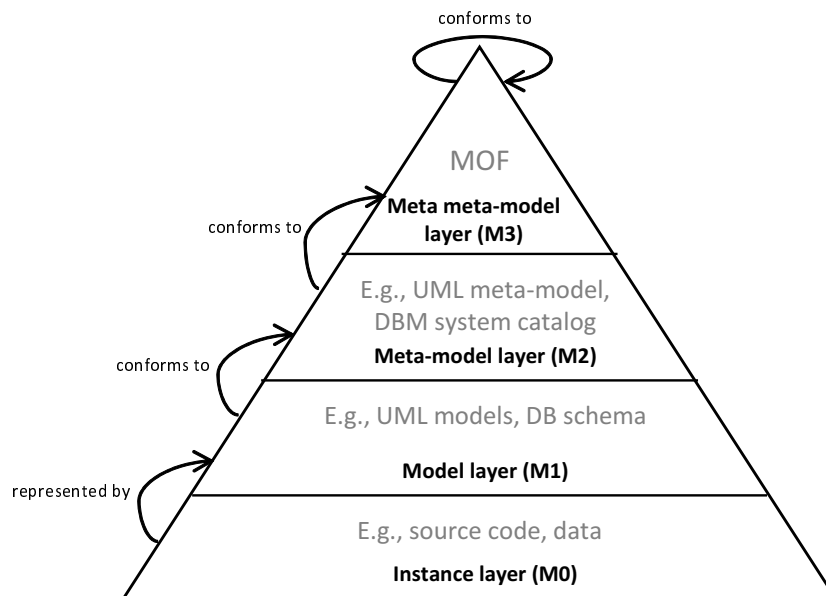 conforms to
MOF
Meta meta-model
layer (M3)
conforms to
E.g., UML meta-model,
DBM system catalog
Meta-model layer (M2)
conforms to
E.g., UML models, DB schema
Model layer (M1)
represented by
E.g., source code, data
Instance layer (M0)